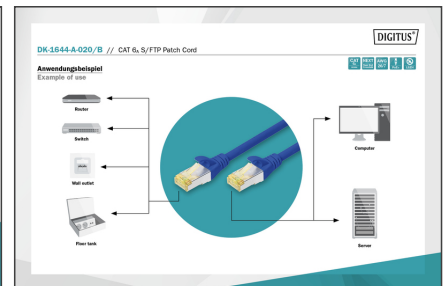 DIGITUS®
DK-1644-A-020/B // CAT 6A S/FTP Patch Cord
Anwendungsbeispiel
Example of use
Router
Switch
Wall outlet
Floor tank
Computer
Server